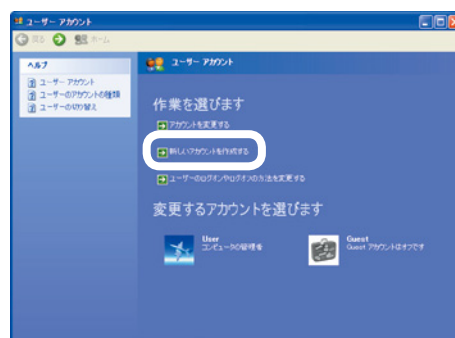 ユーザー アカウント
戻る
ホーム
ユーザー アカウント
ヘルプ
ユーザー アカウント
ユーザーのアカウントの種類
ユーザーの切り替え
作業を選びます
アカウントを変更する
新しいアカウントを作成する
ユーザーのログオンやログオフの方法を変更する
変更するアカウントを選びます
User
コンピュータの管理者
Guest
Guest アカウントはオフです